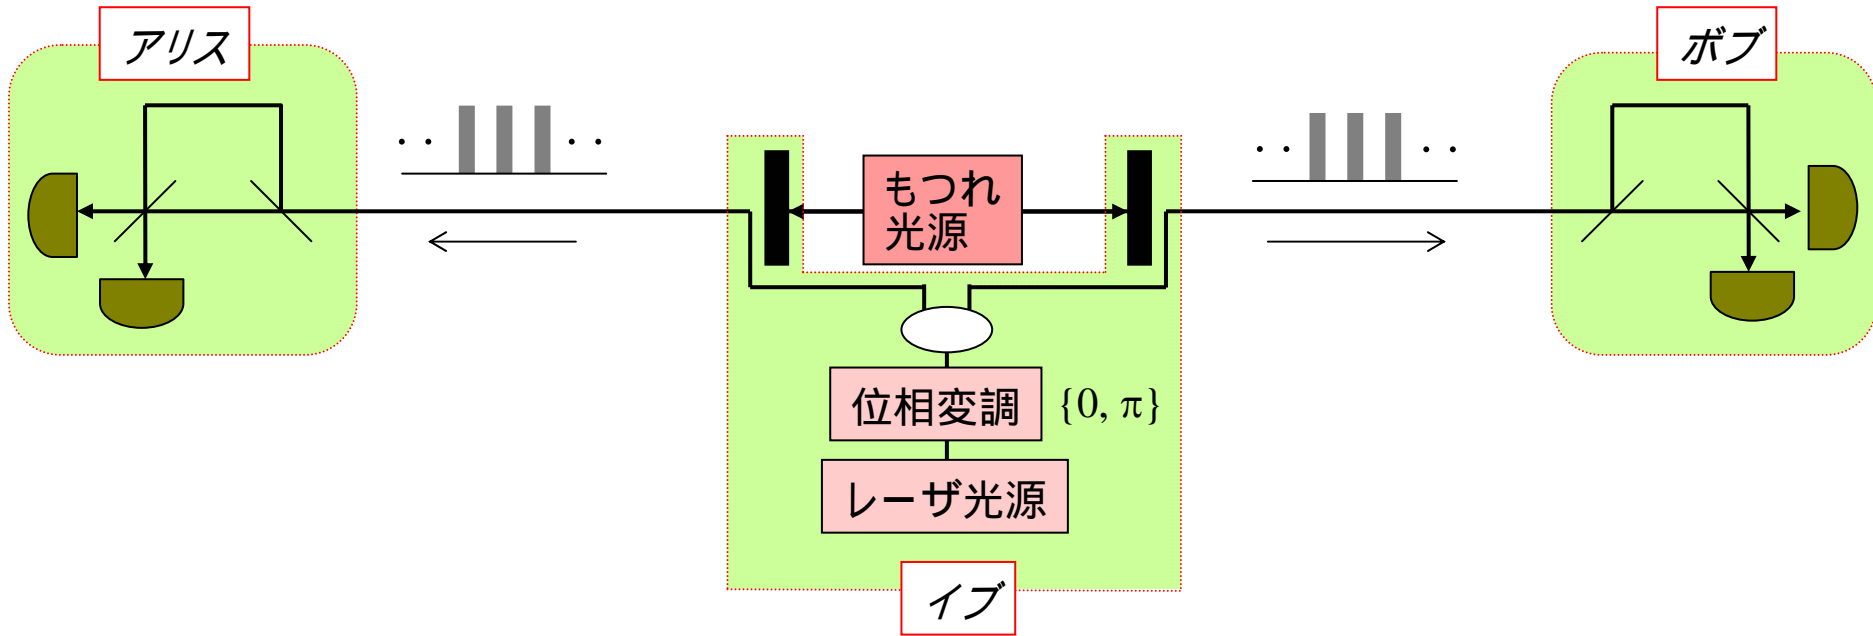 アリス
ボブ
もつれ
光源
位相変調
{0, π}
レーザ光源
イブ